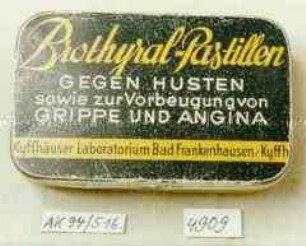 Brothyral-Pastillen
GEGEN HUSTEN
sowie zur Vorbeugung von
GRIPPE UND ANGINA
Kyffhäuser Laboratorium Bad Frankenhausen/Kyffh
AK 94/516.
4909